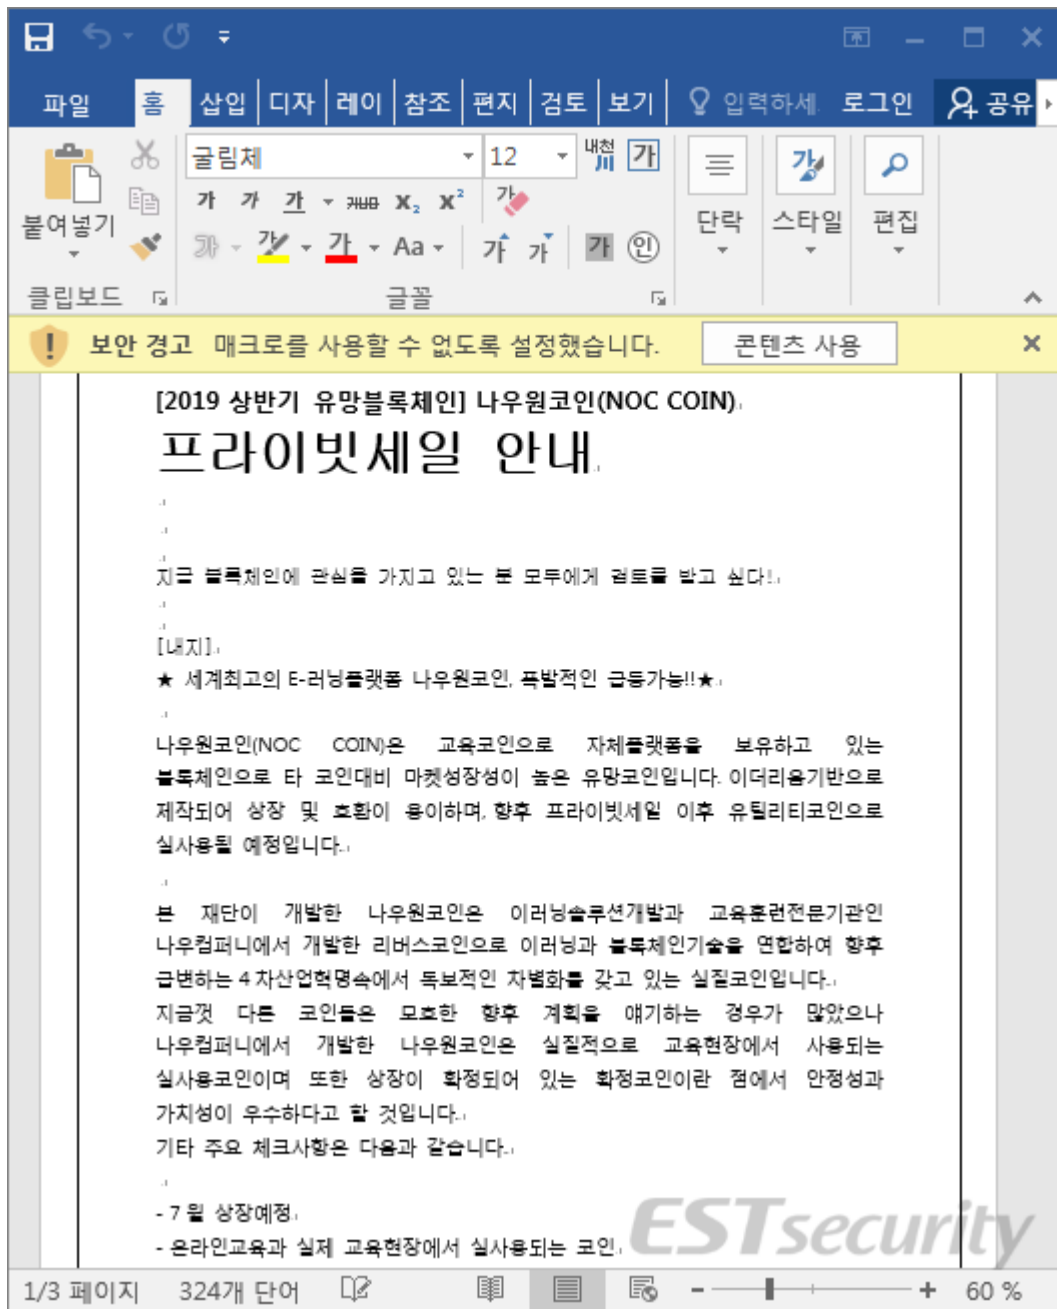 파일 홈 삽입 디자 레이 참조 편지 검토 보기 입력하세. 로그인 공유
굴림체 12 내천 川 가
붙여넣기 가 가 가 가나다 X₂ X² 가
가 가 가 Aa 가 가 가 인
단락 스타일 편집
클립보드 글꼴
보안 경고 매크로를 사용할 수 없도록 설정했습니다. 콘텐츠 사용
[2019 상반기 유망블록체인] 나우원코인(NOC COIN)
프라이빗세일 안내
지금 블록체인에 관심을 가지고 있는 분 모두에게 검토를 받고 싶다!
[내지]
★ 세계최고의 E-러닝플랫폼 나우원코인, 폭발적인 급등가능!!★
나우원코인(NOC COIN)은 교육코인으로 자체플랫폼을 보유하고 있는
블록체인으로 타 코인대비 마켓성장성이 높은 유망코인입니다. 이더리움기반으로
제작되어 상장 및 호환이 용이하며, 향후 프라이빗세일 이후 유틸리티코인으로
실사용될 예정입니다.
본 재단이 개발한 나우원코인은 이러닝솔루션개발과 교육훈련전문기관인
나우컴퍼니에서 개발한 리버스코인으로 이러닝과 블록체인기술을 연합하여 향후
급변하는 4차산업혁명속에서 독보적인 차별화를 갖고 있는 실질코인입니다.
지금껏 다른 코인들은 모호한 향후 계획을 얘기하는 경우가 많았으나
나우컴퍼니에서 개발한 나우원코인은 실질적으로 교육현장에서 사용되는
실사용코인이며 또한 상장이 확정되어 있는 확정코인이란 점에서 안정성과
가치성이 우수하다고 할 것입니다.
기타 주요 체크사항은 다음과 같습니다.
- 7월 상장예정
- 온라인교육과 실제 교육현장에서 실사용되는 코인
ESTsecurity
1/3 페이지 324개 단어 60 %